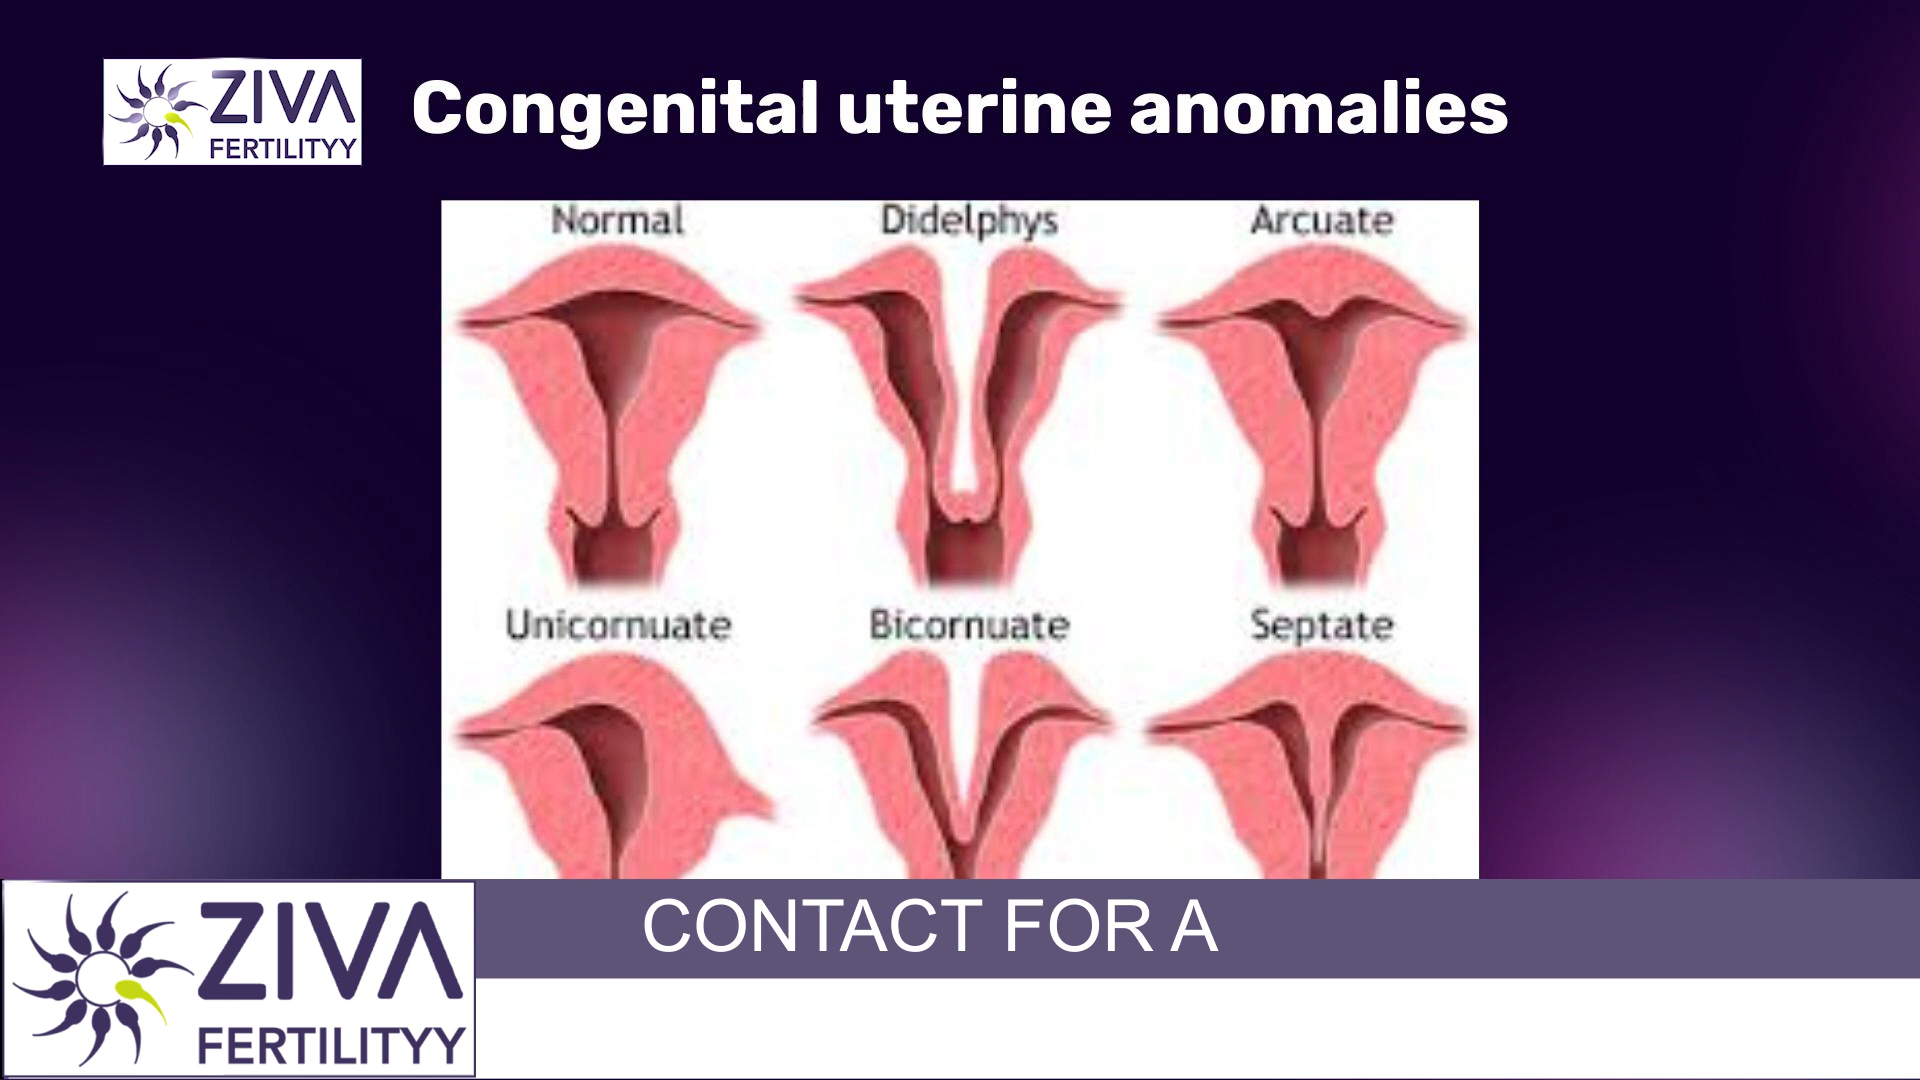 ZIVA
FERTILITYY
Congenital uterine anomalies
Normal Didelphys Arcuate
Unicornuate Bicornuate Septate
ZIVA
FERTILITYY
CONTACT FOR A